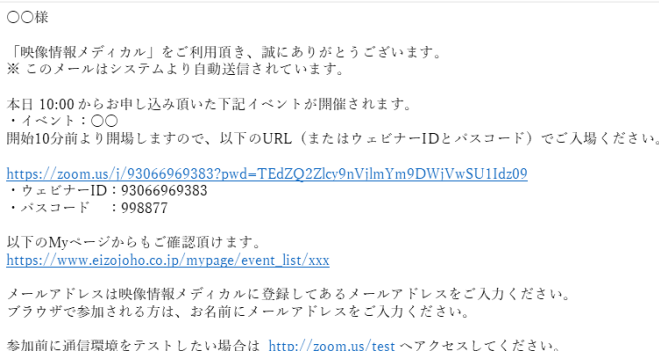 〇〇様
「映像情報メディカル」をご利用頂き、誠にありがとうございます。
※ このメールはシステムより自動送信されています。
本日 10:00 からお申し込み頂いた下記イベントが開催されます。
・イベント：〇〇
開始10分前より開場しますので、以下のURL（またはウェビナーIDとパスコード）でご入場ください。
https://zoom.us/j/93066969383?pwd=TEdZQ2Zlcy9nVjlmYm9DWjVwSU1Idz09
・ウェビナーID：93066969383
・パスコード　：998877
以下のMyページからもご確認頂けます。
https://www.eizojoho.co.jp/mypage/event_list/xxx
メールアドレスは映像情報メディカルに登録してあるメールアドレスをご入力ください。
ブラウザで参加される方は、お名前にメールアドレスをご入力ください。
参加前に通信環境をテストしたい場合は http://zoom.us/test へアクセスしてください。